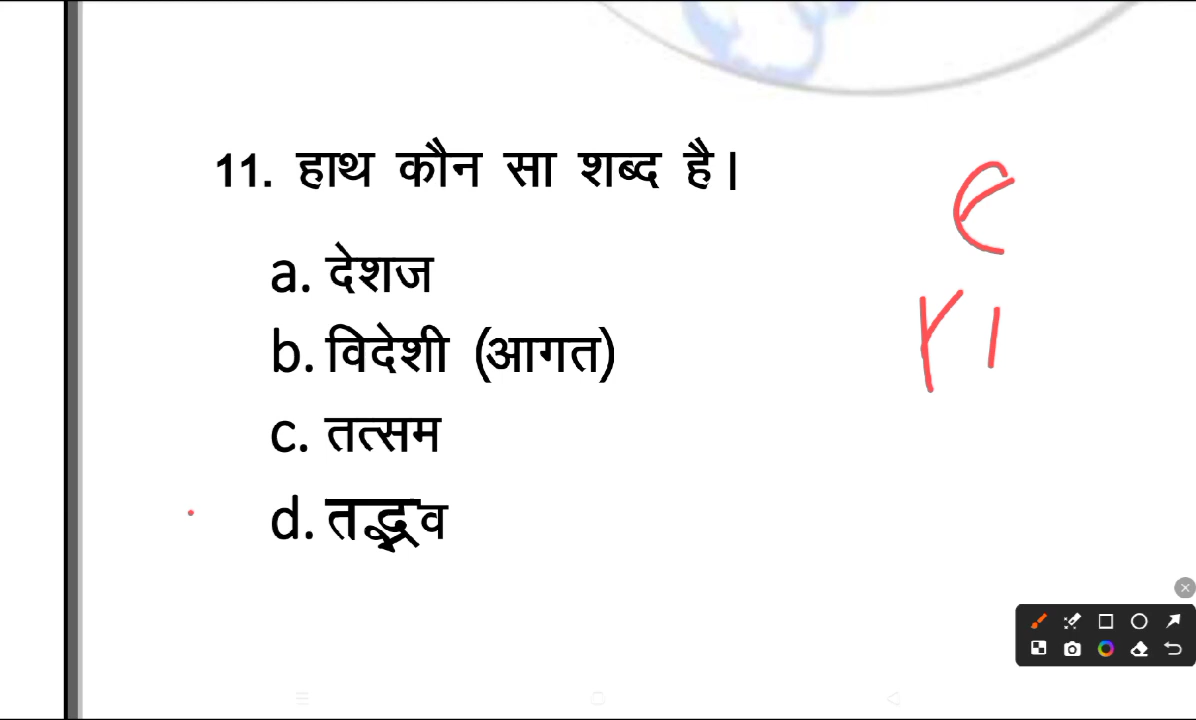 11. हाथ कौन सा शब्द है।
a. देशज
b. विदेशी (आगत)
c. तत्सम
d. तद्भव